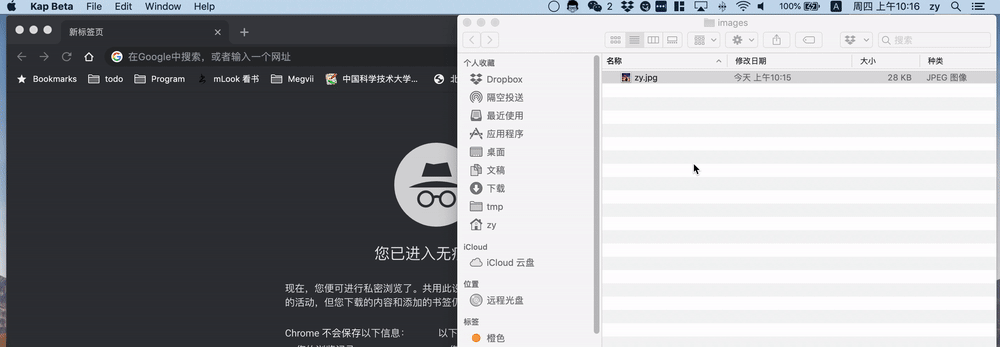 Kap Beta File Edit Window Help 2 100% A 周四 上午10:16 zy
新标签页
在Google中搜索，或者输入一个网址
Bookmarks todo Program mLook 看书 Megvii 中国科学技术大学... 北
您已进入无
现在，您便可进行私密浏览了。共用此
的活动，但您下载的内容和添加的书签
Chrome 不会保存以下信息： 以下
images
搜索
个人收藏
Dropbox
隔空投送
最近使用
应用程序
桌面
文稿
下载
tmp
zy
iCloud
iCloud 云盘
位置
远程光盘
标签
橙色
名称 修改日期 大小 种类
zy.jpg 今天 上午10:15 28 KB JPEG 图像